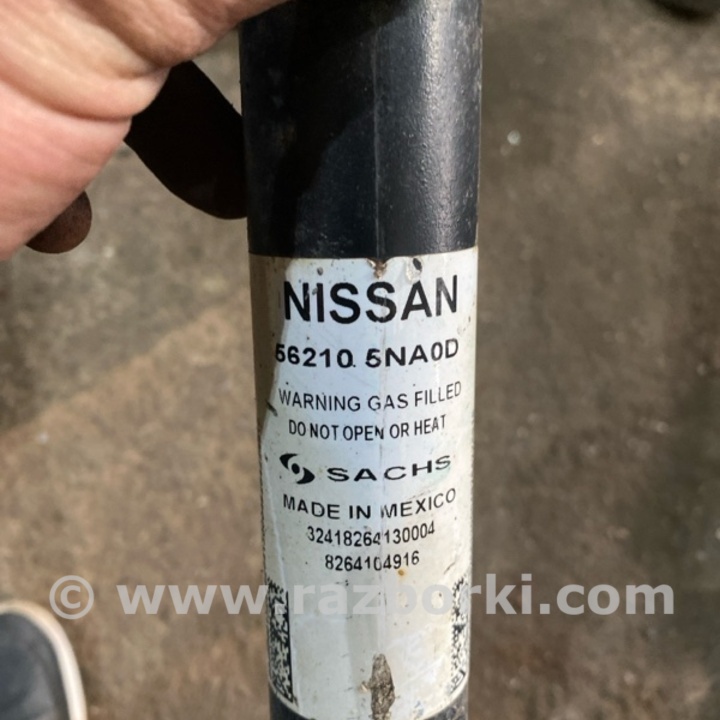 NISSAN
56210 5NA0D
WARNING GAS FILLED
DO NOT OPEN OR HEAT
SACHS
MADE IN MEXICO
32418264130004
8264104916
© www.razborki.com